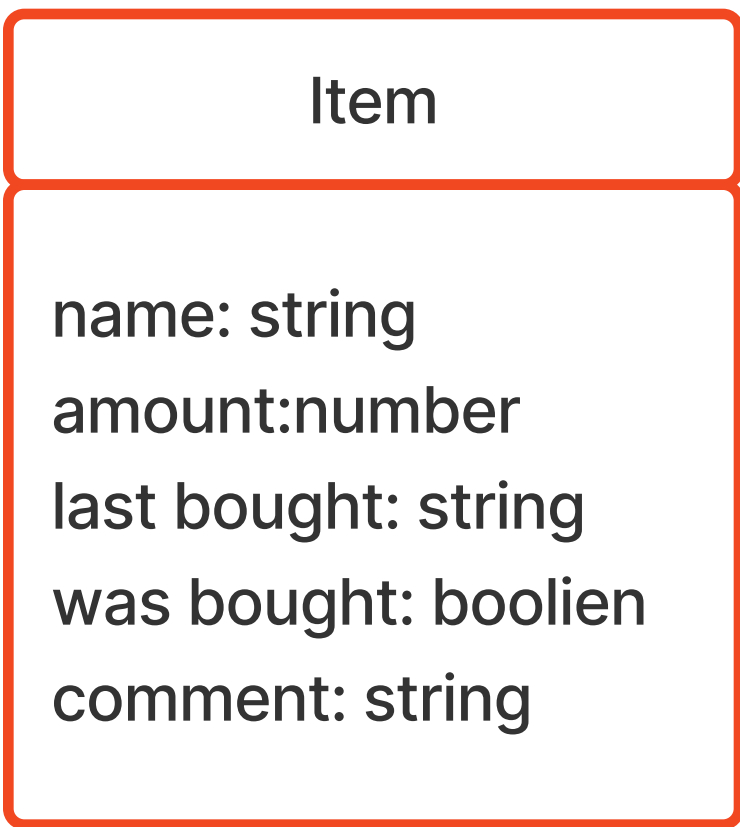 Item
name: string
amount:number
last bought: string
was bought: boolien
comment: string